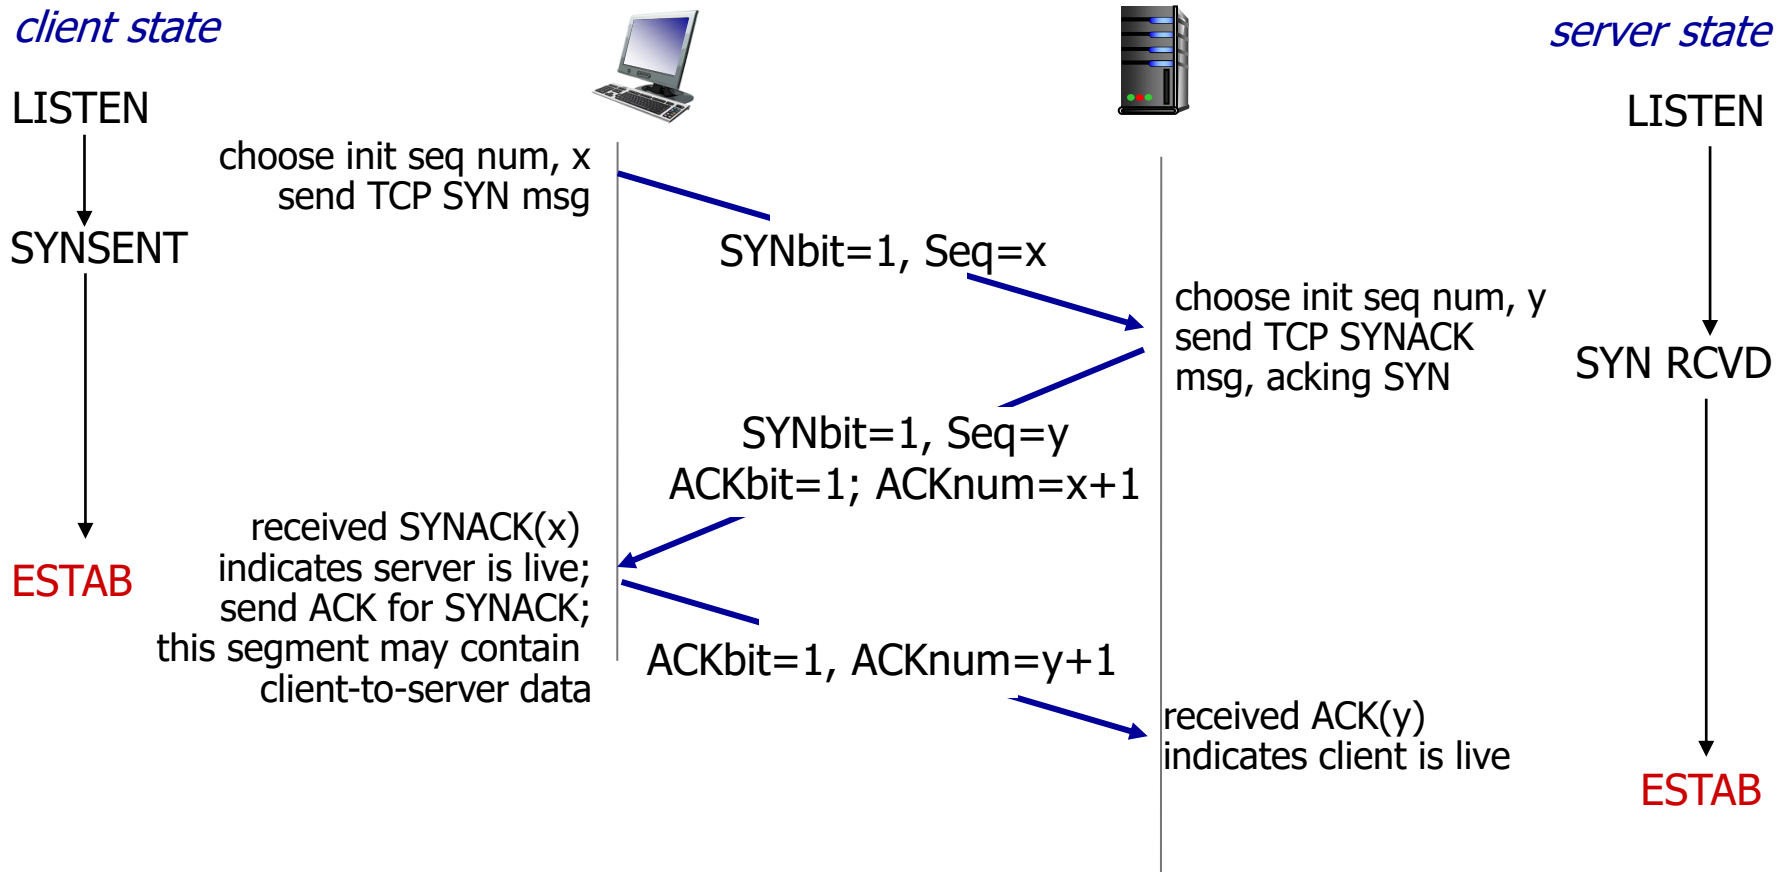 client state
server state
LISTEN
LISTEN
choose init seq num, x
send TCP SYN msg
SYNSENT
SYNbit=1, Seq=x
choose init seq num, y
send TCP SYNACK
msg, acking SYN
SYN RCVD
SYNbit=1, Seq=y
ACKbit=1; ACKnum=x+1
received SYNACK(x)
indicates server is live;
send ACK for SYNACK;
this segment may contain
client-to-server data
ESTAB
ACKbit=1, ACKnum=y+1
received ACK(y)
indicates client is live
ESTAB